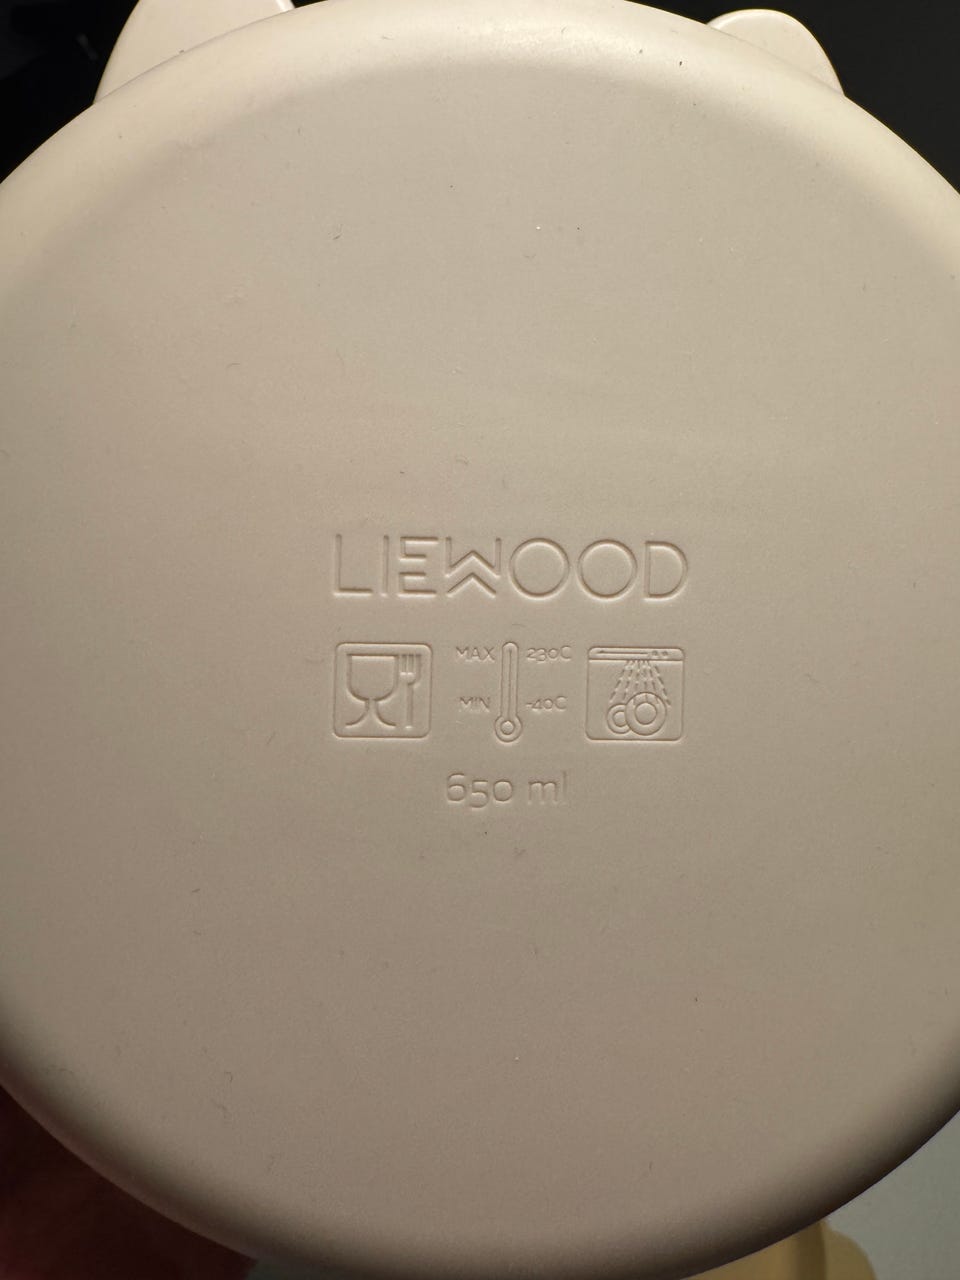 LIEWOOD
MAX 230C
MIN -40C
650 ml